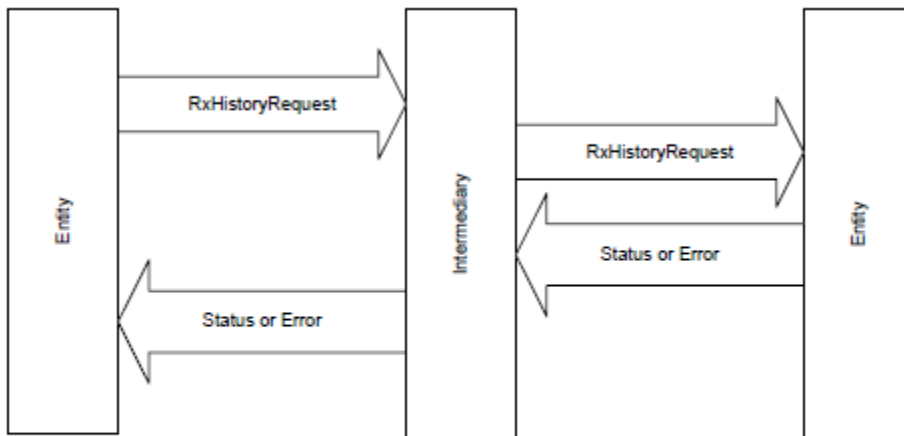 Entity
RxHistoryRequest
Status or Error
Intermediary
RxHistoryRequest
Status or Error
Entity